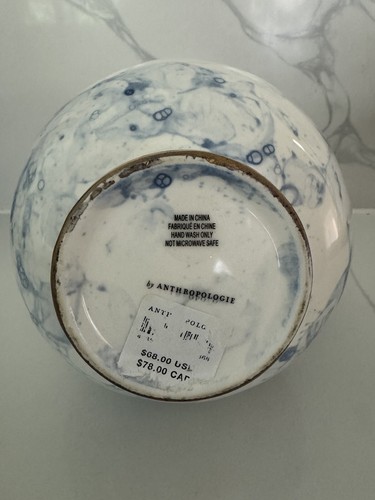 MADE IN CHINA
FABRIQUÉ EN CHINE
HAND WASH ONLY
NOT MICROWAVE SAFE
by ANTHROPOLOGIE
$68.00 US
$78.00 CAD